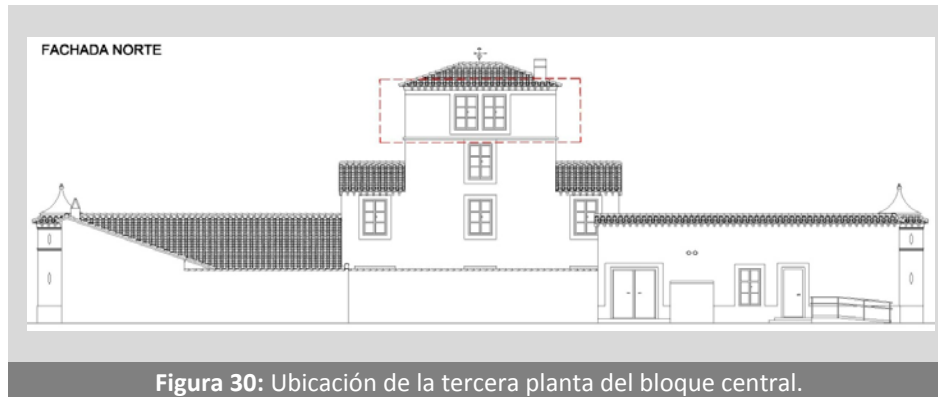 FACHADA NORTE
Figura 30: Ubicación de la tercera planta del bloque central.